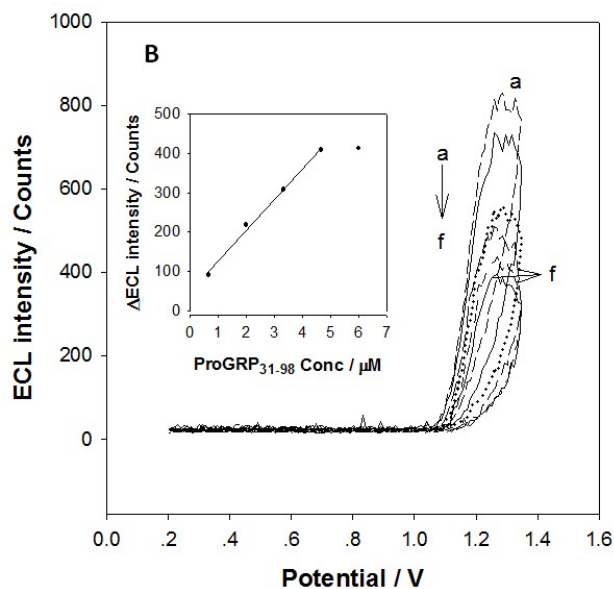 B
ECL intensity / Counts
1000
800
600
400
200
0
0.0 .2 .4 .6 .8 1.0 1.2 1.4 1.6
Potential / V
a
a
f
f
ΔECL intensity / Counts
500
400
300
200
100
0
0 1 2 3 4 5 6 7
ProGRP31-98 Conc / μM